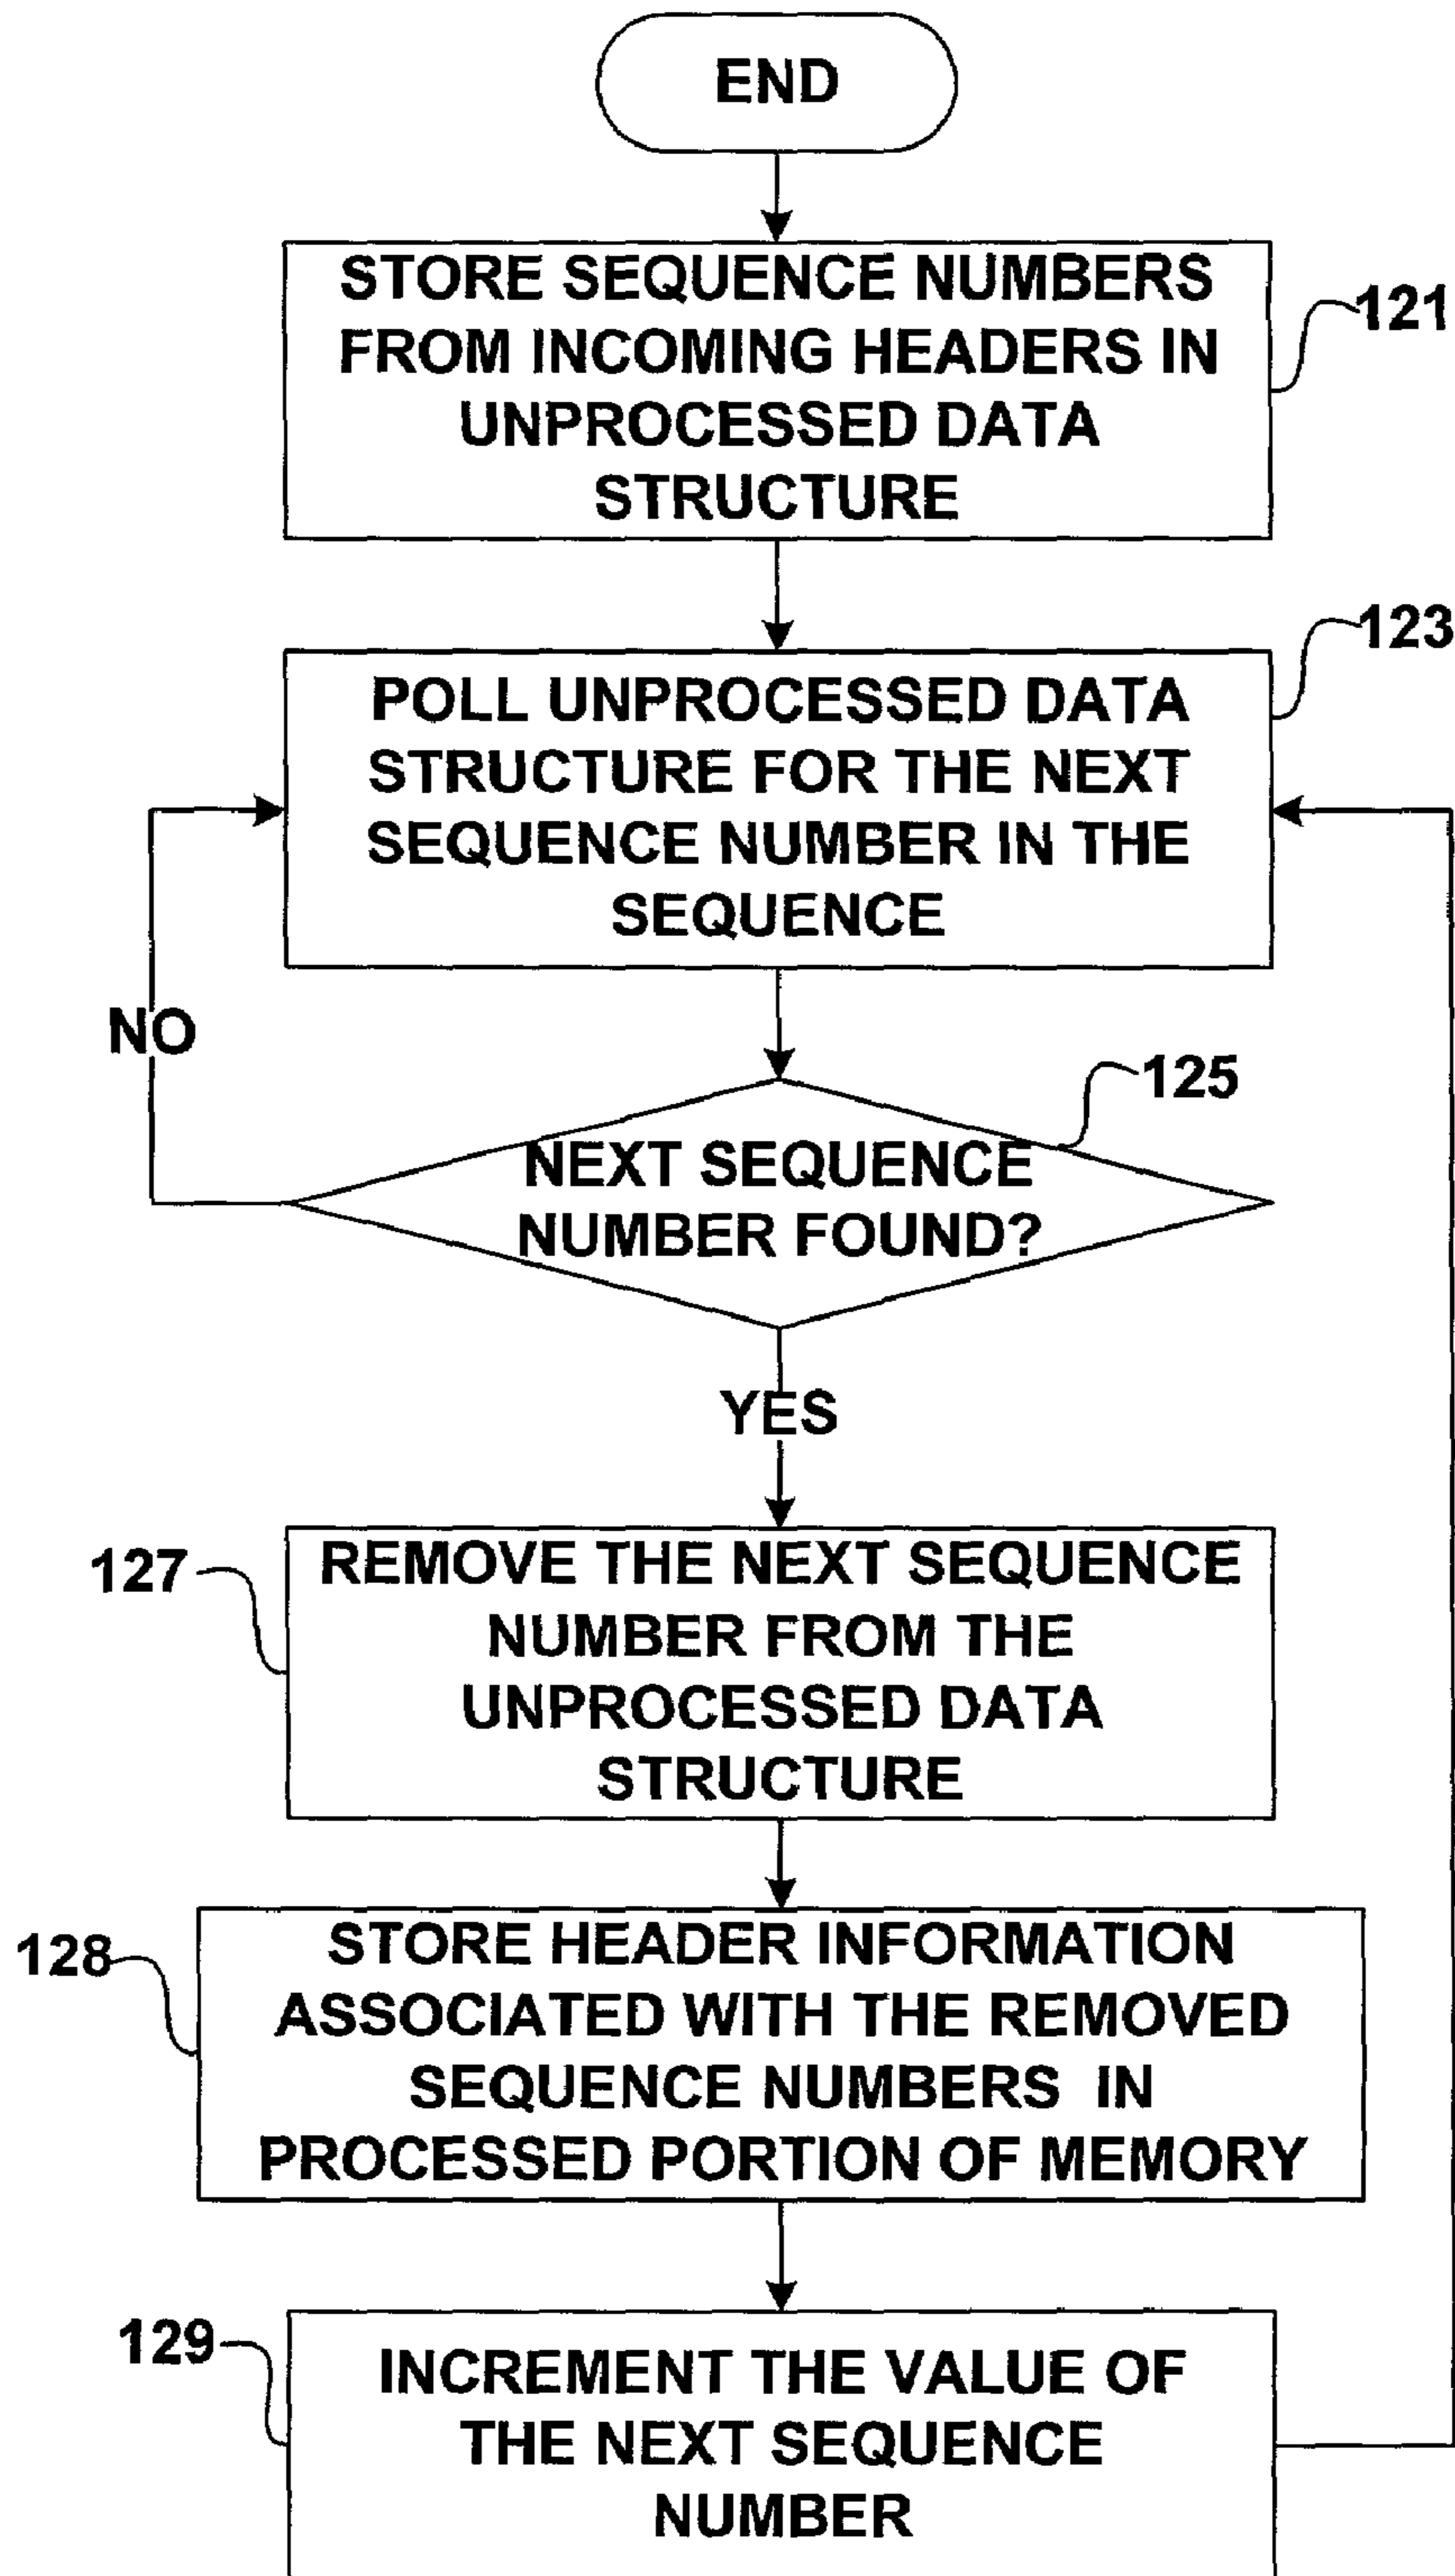 END
STORE SEQUENCE NUMBERS
FROM INCOMING HEADERS IN
UNPROCESSED DATA
STRUCTURE
121
POLL UNPROCESSED DATA
STRUCTURE FOR THE NEXT
SEQUENCE NUMBER IN THE
SEQUENCE
123
NO
125
NEXT SEQUENCE
NUMBER FOUND?
YES
127
REMOVE THE NEXT SEQUENCE
NUMBER FROM THE
UNPROCESSED DATA
STRUCTURE
128
STORE HEADER INFORMATION
ASSOCIATED WITH THE REMOVED
SEQUENCE NUMBERS IN
PROCESSED PORTION OF MEMORY
129
INCREMENT THE VALUE OF
THE NEXT SEQUENCE
NUMBER